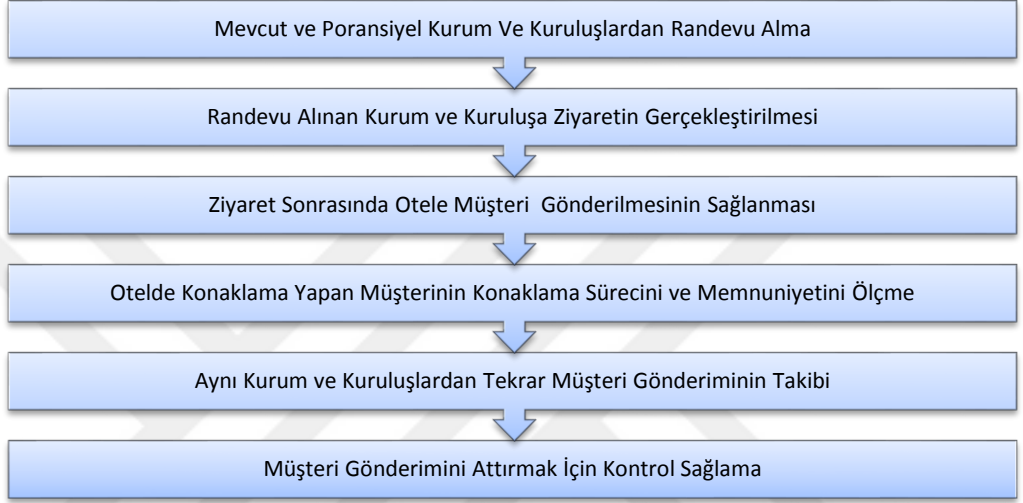 Mevcut ve Poransiyel Kurum Ve Kuruluşlardan Randevu Alma
Randevu Alınan Kurum ve Kuruluşa Ziyaretin Gerçekleştirilmesi
Ziyaret Sonrasında Otele Müşteri  Gönderilmesinin Sağlanması
Otelde Konaklama Yapan Müşterinin Konaklama Sürecini ve Memnuniyetini Ölçme
Aynı Kurum ve Kuruluşlardan Tekrar Müşteri Gönderiminin Takibi
Müşteri Gönderimini Attırmak İçin Kontrol Sağlama